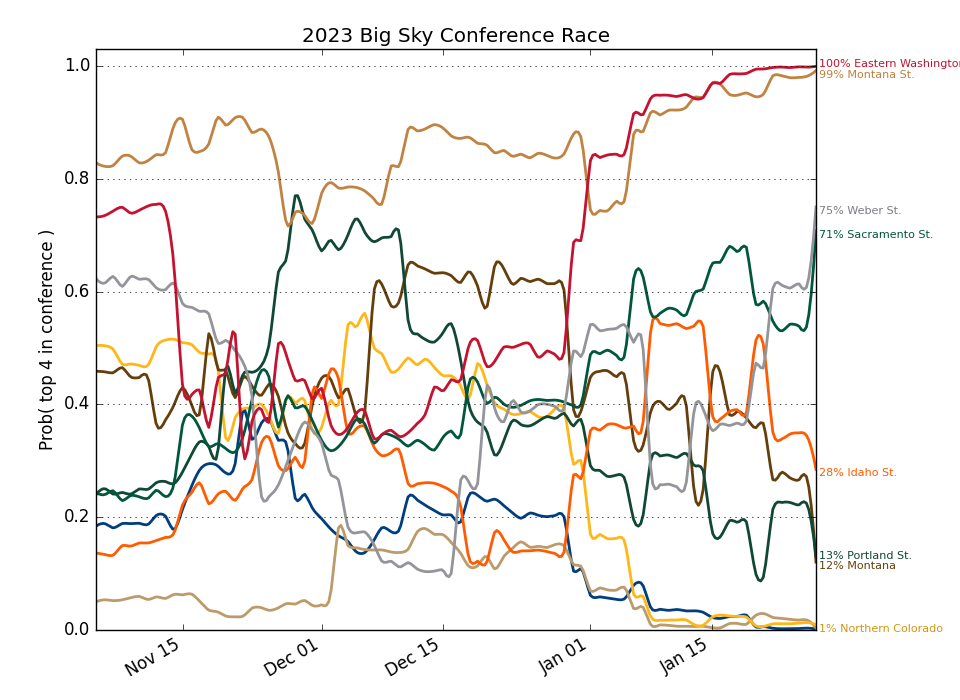 2023 Big Sky Conference Race
Prob( top 4 in conference )
1.0
0.8
0.6
0.4
0.2
0.0
Nov 15
Dec 01
Dec 15
Jan 01
Jan 15
100% Eastern Washington
99% Montana St.
75% Weber St.
71% Sacramento St.
28% Idaho St.
13% Portland St.
12% Montana
1% Northern Colorado